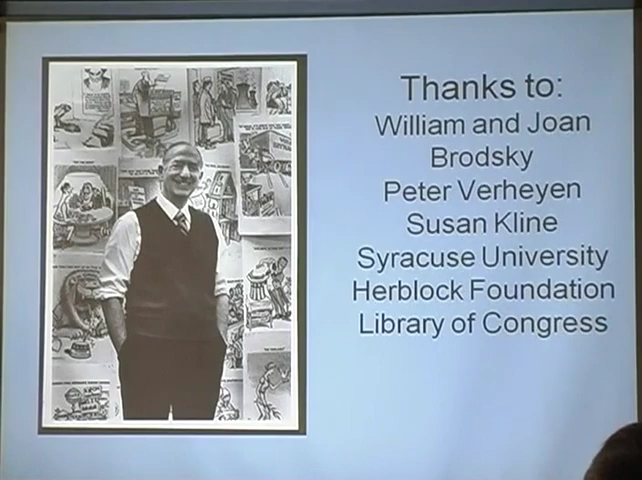 Thanks to:
William and Joan
Brodsky
Peter Verheyen
Susan Kline
Syracuse University
Herblock Foundation
Library of Congress